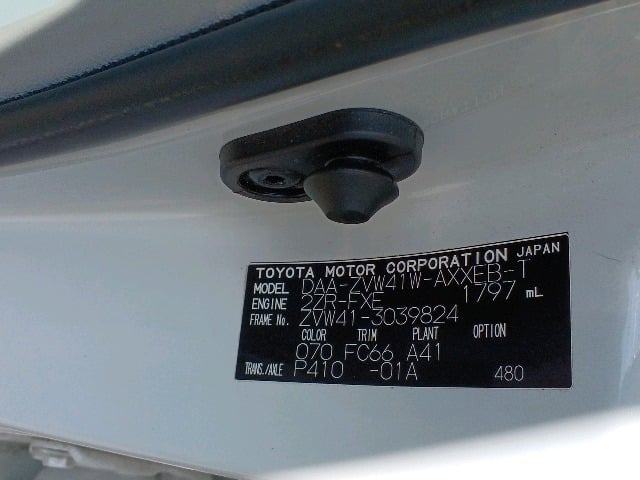 TOYOTA MOTOR CORPORATION JAPAN
MODEL DAA-ZVW41W-AXXEB-T
ENGINE 2ZR-FXE 1797 mL
FRAME No. ZVW41-3039824
COLOR TRIM PLANT OPTION
070 FC66 A41
TRANS./AXLE P410 -01A 480